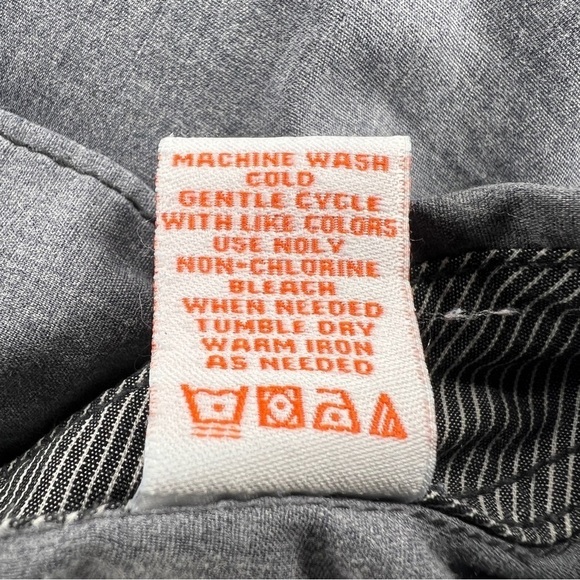 MACHINE WASH
COLD
GENTLE CYCLE
WITH LIKE COLORS
USE NOLY
NON-CHLORINE
BLEACH
WHEN NEEDED
TUMBLE DRY
WARM IRON
AS NEEDED